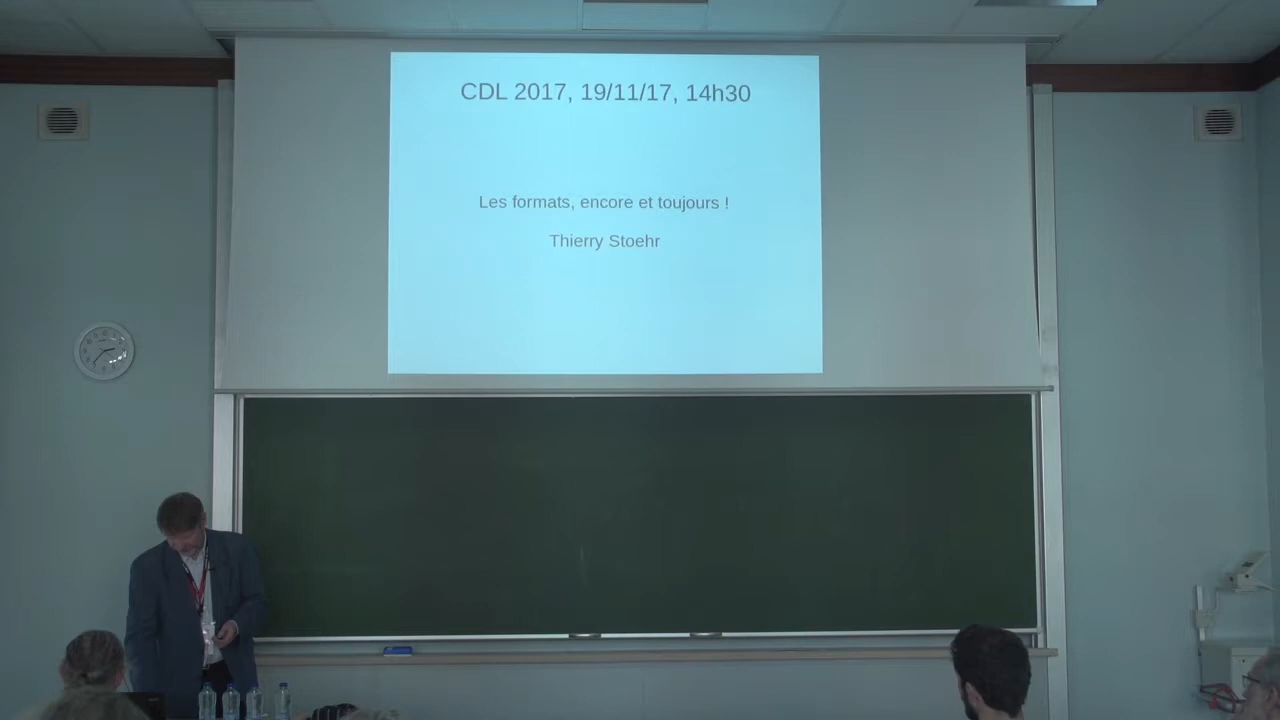 CDL 2017, 19/11/17, 14h30
Les formats, encore et toujours !
Thierry Stoehr